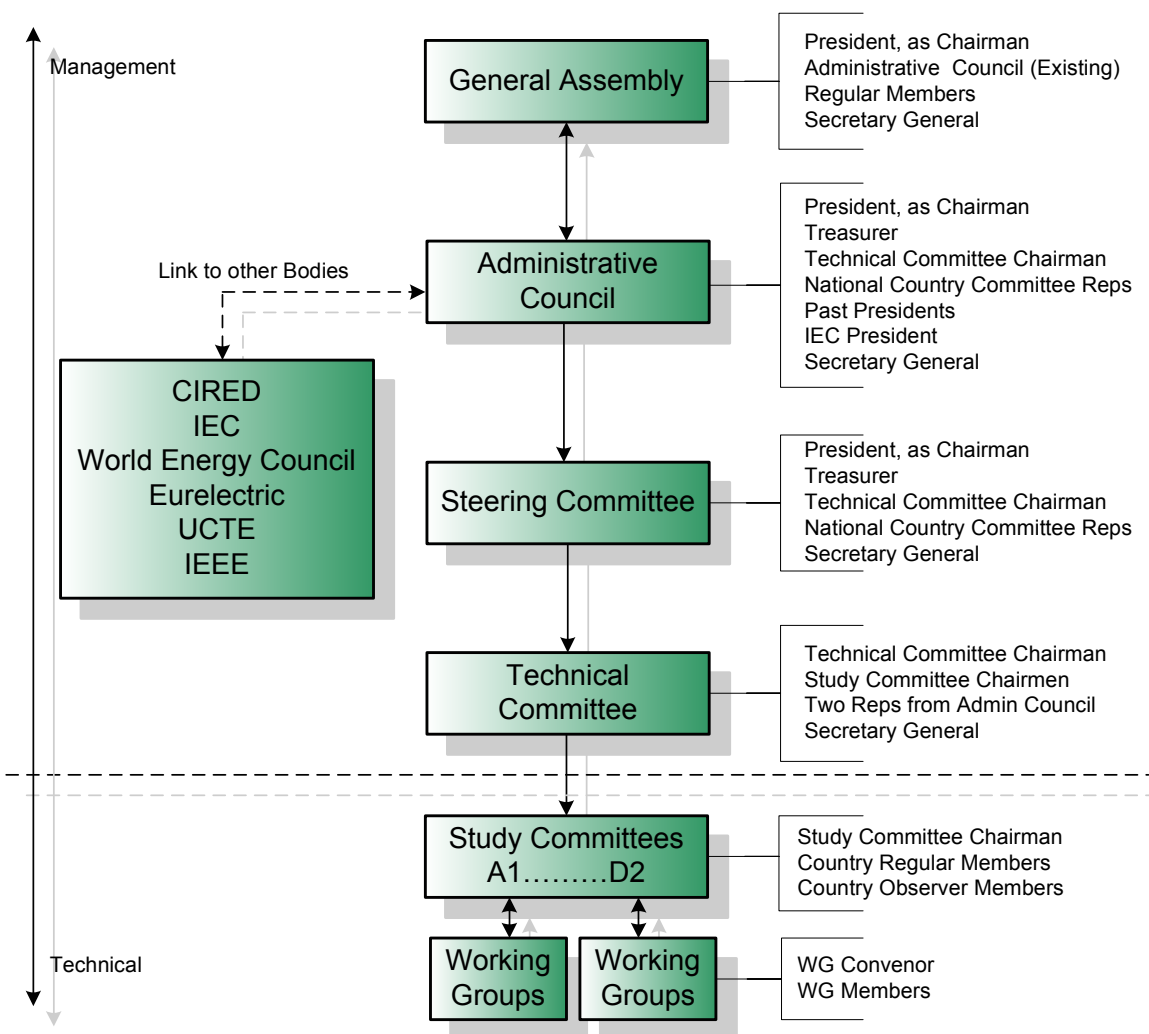 Management
General Assembly
President, as Chairman
Administrative Council (Existing)
Regular Members
Secretary General
Link to other Bodies
Administrative
Council
President, as Chairman
Treasurer
Technical Committee Chairman
National Country Committee Reps
Past Presidents
IEC President
Secretary General
CIRED
IEC
World Energy Council
Eurelectric
UCTE
IEEE
Steering Committee
President, as Chairman
Treasurer
Technical Committee Chairman
National Country Committee Reps
Secretary General
Technical
Committee
Technical Committee Chairman
Study Committee Chairmen
Two Reps from Admin Council
Secretary General
Study Committees
A1.........D2
Study Committee Chairman
Country Regular Members
Country Observer Members
Technical
Working
Groups
Working
Groups
WG Convenor
WG Members